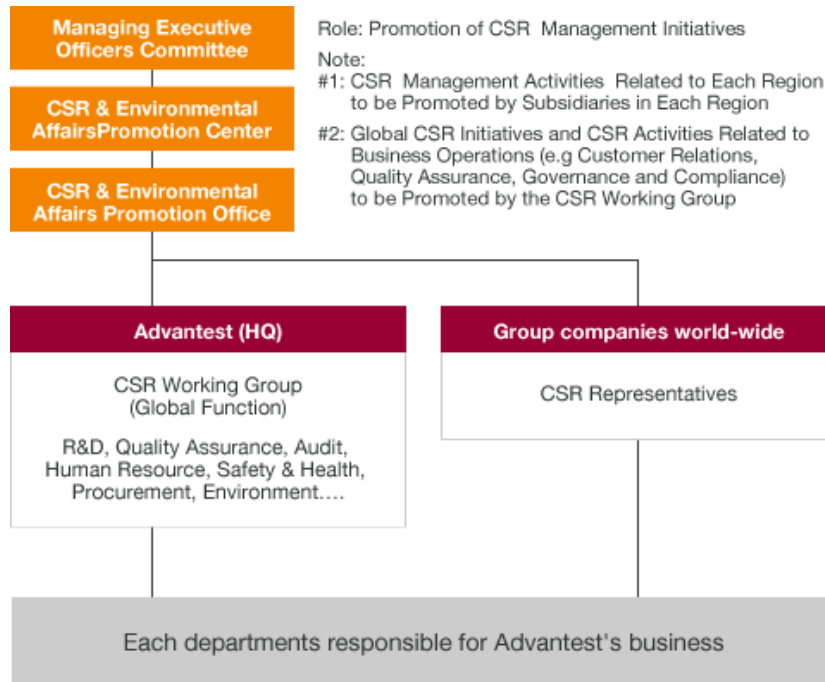 Managing Executive
Officers Committee
CSR & Environmental
AffairsPromotion Center
CSR & Environmental
Affairs Promotion Office
Role: Promotion of CSR Management Initiatives
Note:
#1: CSR Management Activities Related to Each Region
to be Promoted by Subsidiaries in Each Region
#2: Global CSR Initiatives and CSR Activities Related to
Business Operations (e.g Customer Relations,
Quality Assurance, Governance and Compliance)
to be Promoted by the CSR Working Group
Advantest (HQ)
CSR Working Group
(Global Function)
R&D, Quality Assurance, Audit,
Human Resource, Safety & Health,
Procurement, Environment....
Group companies world-wide
CSR Representatives
Each departments responsible for Advantest's business